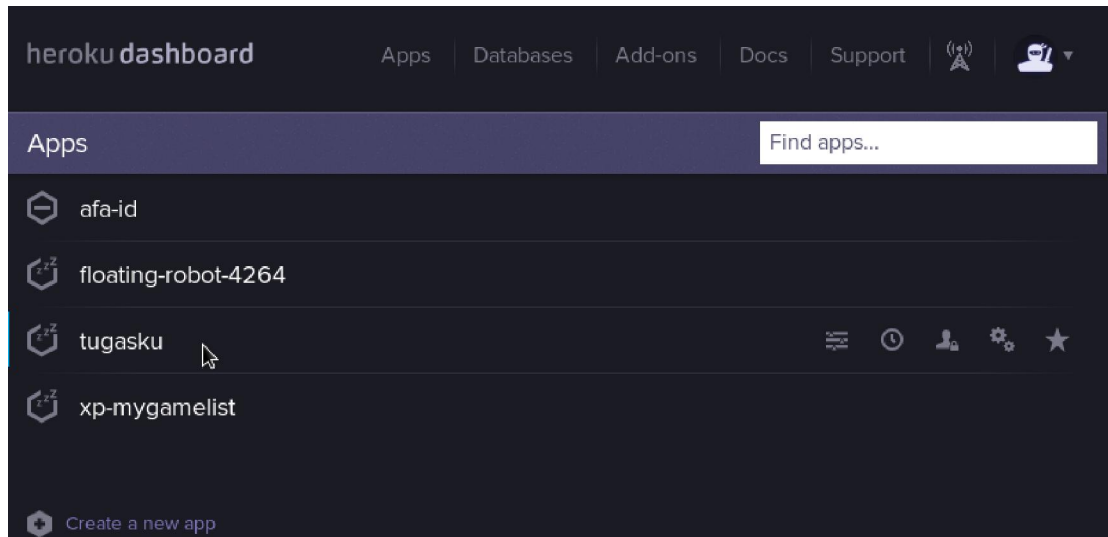 heroku dashboard Apps Databases Add-ons Docs Support
Apps Find apps...
afa-id
floating-robot-4264
tugasku
xp-mygamelist
Create a new app